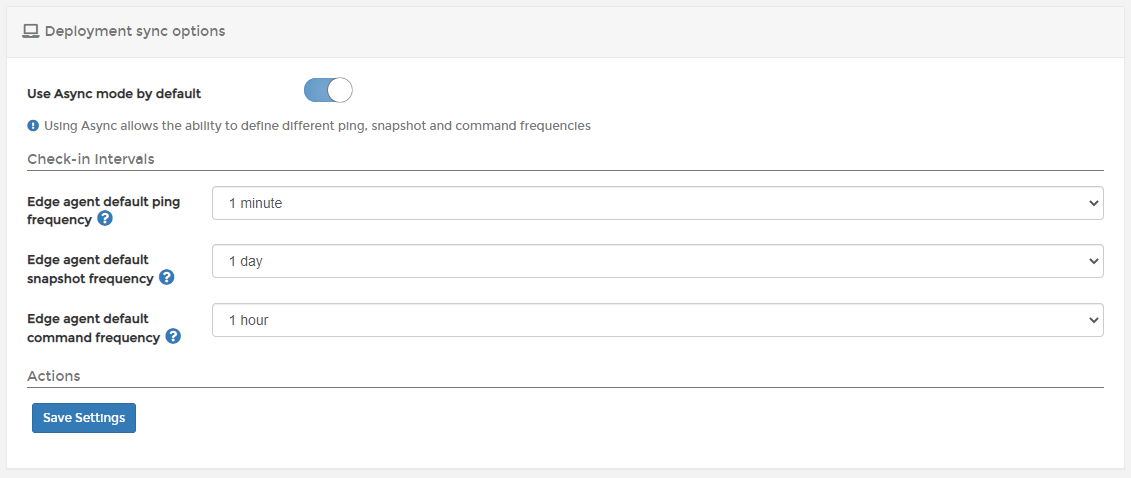 Deployment sync options
Use Async mode by default
Using Async allows the ability to define different ping, snapshot and command frequencies
Check-in Intervals
Edge agent default ping
frequency
1 minute
Edge agent default
snapshot frequency
1 day
Edge agent default
command frequency
1 hour
Actions
Save Settings